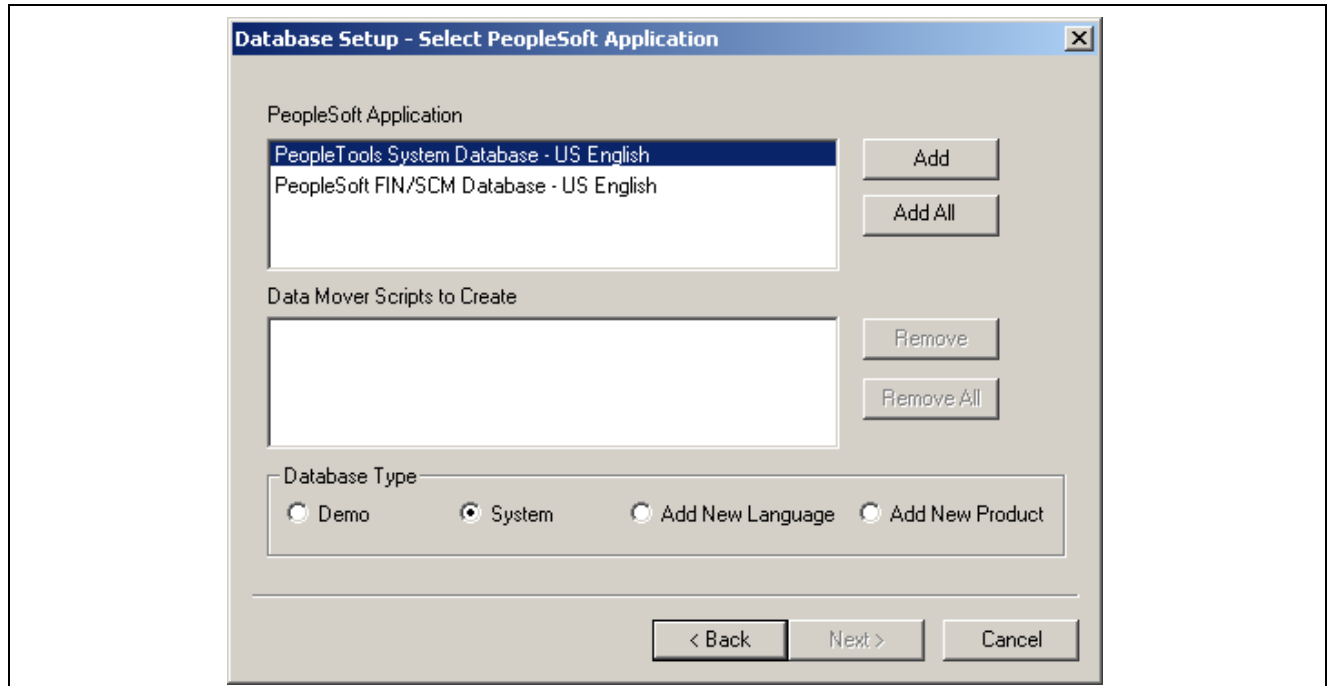 Database Setup - Select PeopleSoft Application
PeopleSoft Application
PeopleTools System Database - US English
PeopleSoft FIN/SCM Database - US English
Add
Add All
Data Mover Scripts to Create
Remove
Remove All
Database Type
Demo System Add New Language Add New Product
< Back Next > Cancel